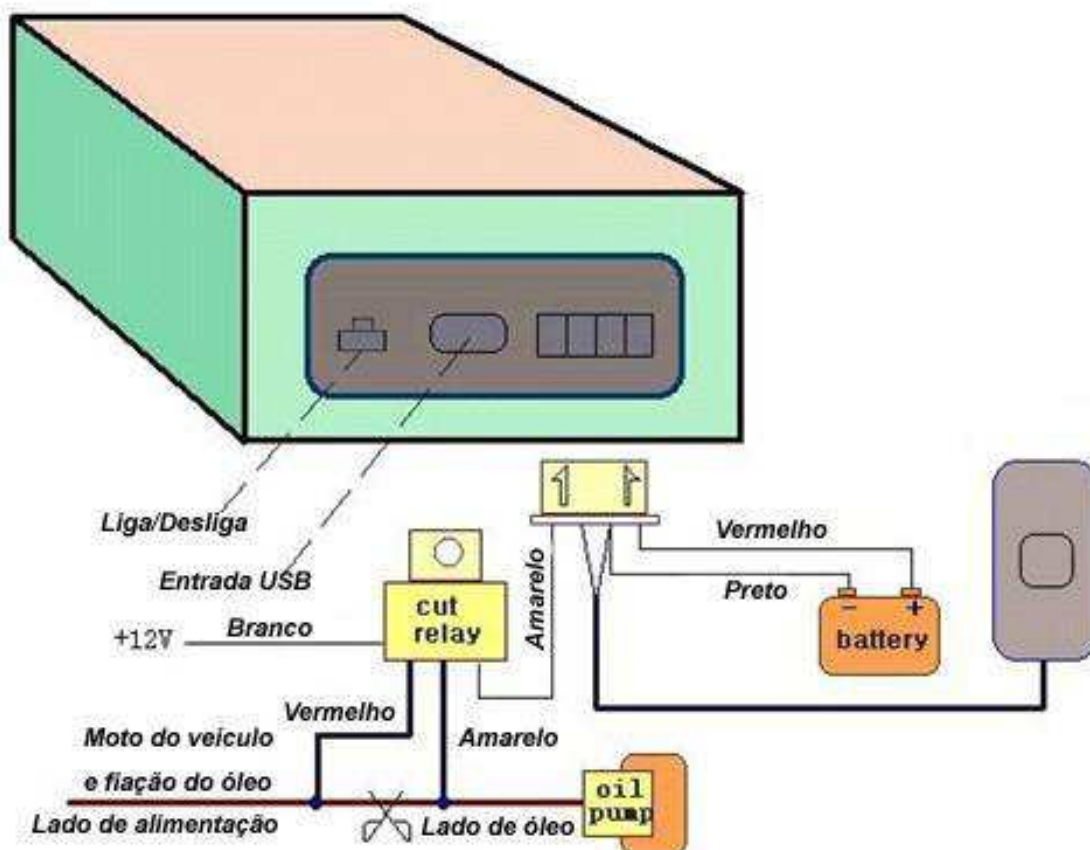 Liga/Desliga
Entrada USB
Amarelo
Vermelho
Preto
- +
battery
cut
relay
+12V
Branco
Vermelho
Amarelo
Moto do veiculo
e fiação do óleo
Lado de alimentação
Lado de óleo
oil
pump